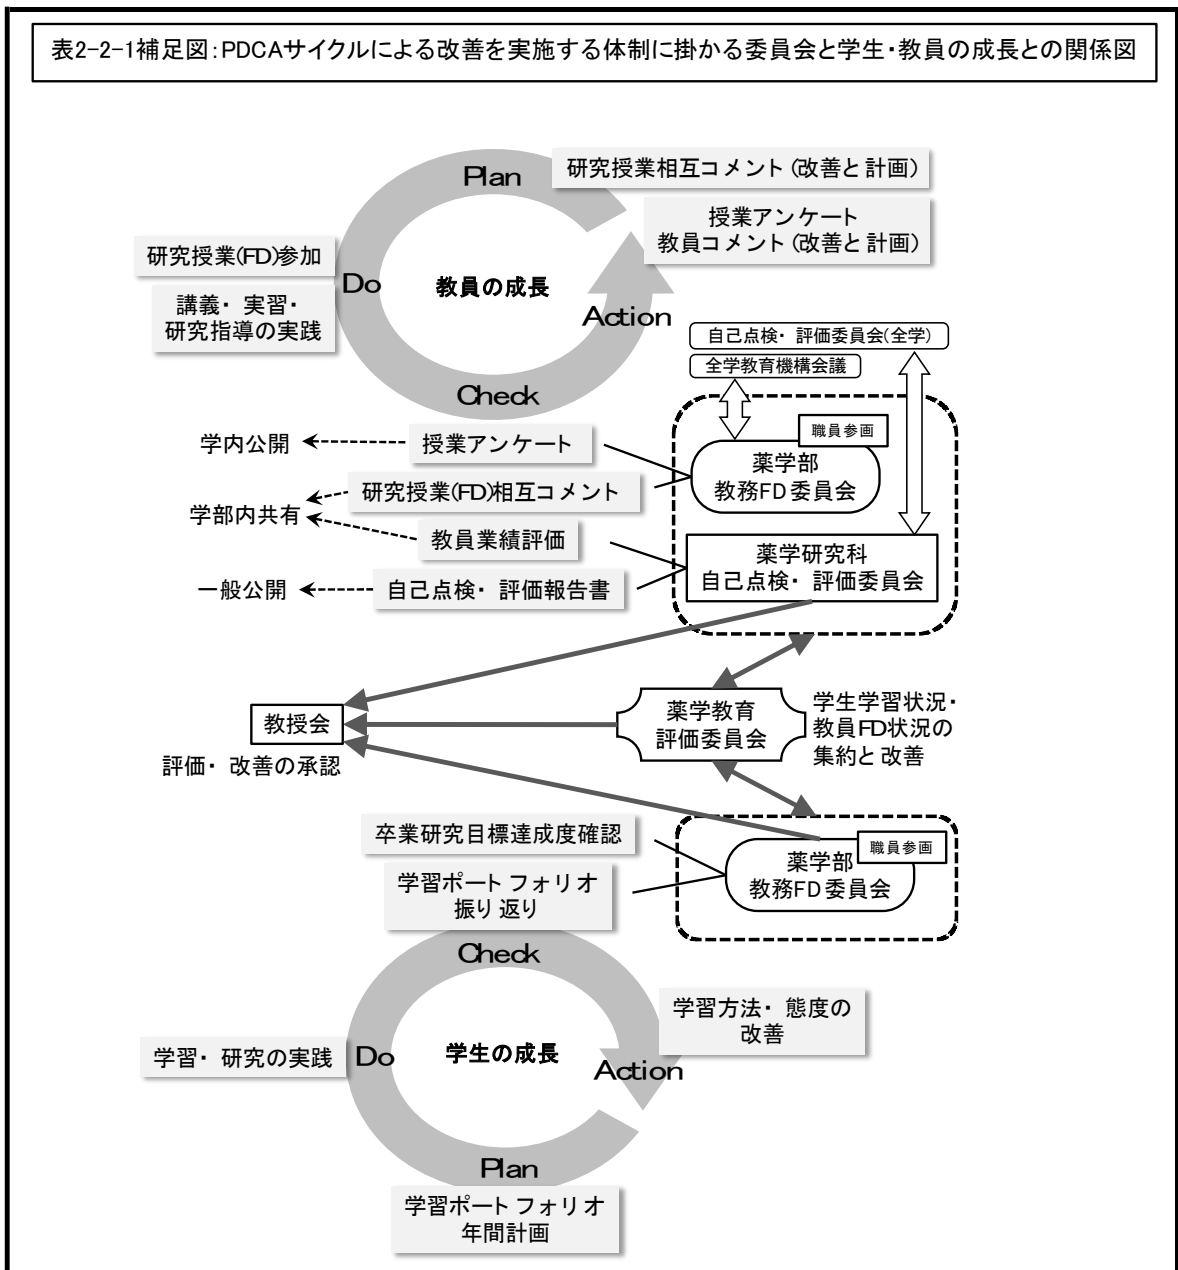 表2-2-1補足図:PDCAサイクルによる改善を実施する体制に掛かる委員会と学生・教員の成長との関係図
Plan
研究授業相互コメント(改善と計画)
授業アンケート
教員コメント(改善と計画)
研究授業(FD)参加
Do
教員の成長
講義・実習・
研究指導の実践
Action
自己点検・評価委員会(全学)
全学教育機構会議
Check
職員参画
学内公開
授業アンケート
薬学部
教務FD委員会
研究授業(FD)相互コメント
学部内共有
教員業績評価
薬学研究科
自己点検・評価委員会
一般公開
自己点検・評価報告書
教授会
評価・改善の承認
薬学教育
評価委員会
学生学習状況・
教員FD状況の
集約と改善
卒業研究目標達成度確認
職員参画
薬学部
教務FD委員会
学習ポートフォリオ
振り返り
Check
学習方法・態度の
改善
学習・研究の実践
Do
学生の成長
Action
Plan
学習ポートフォリオ
年間計画